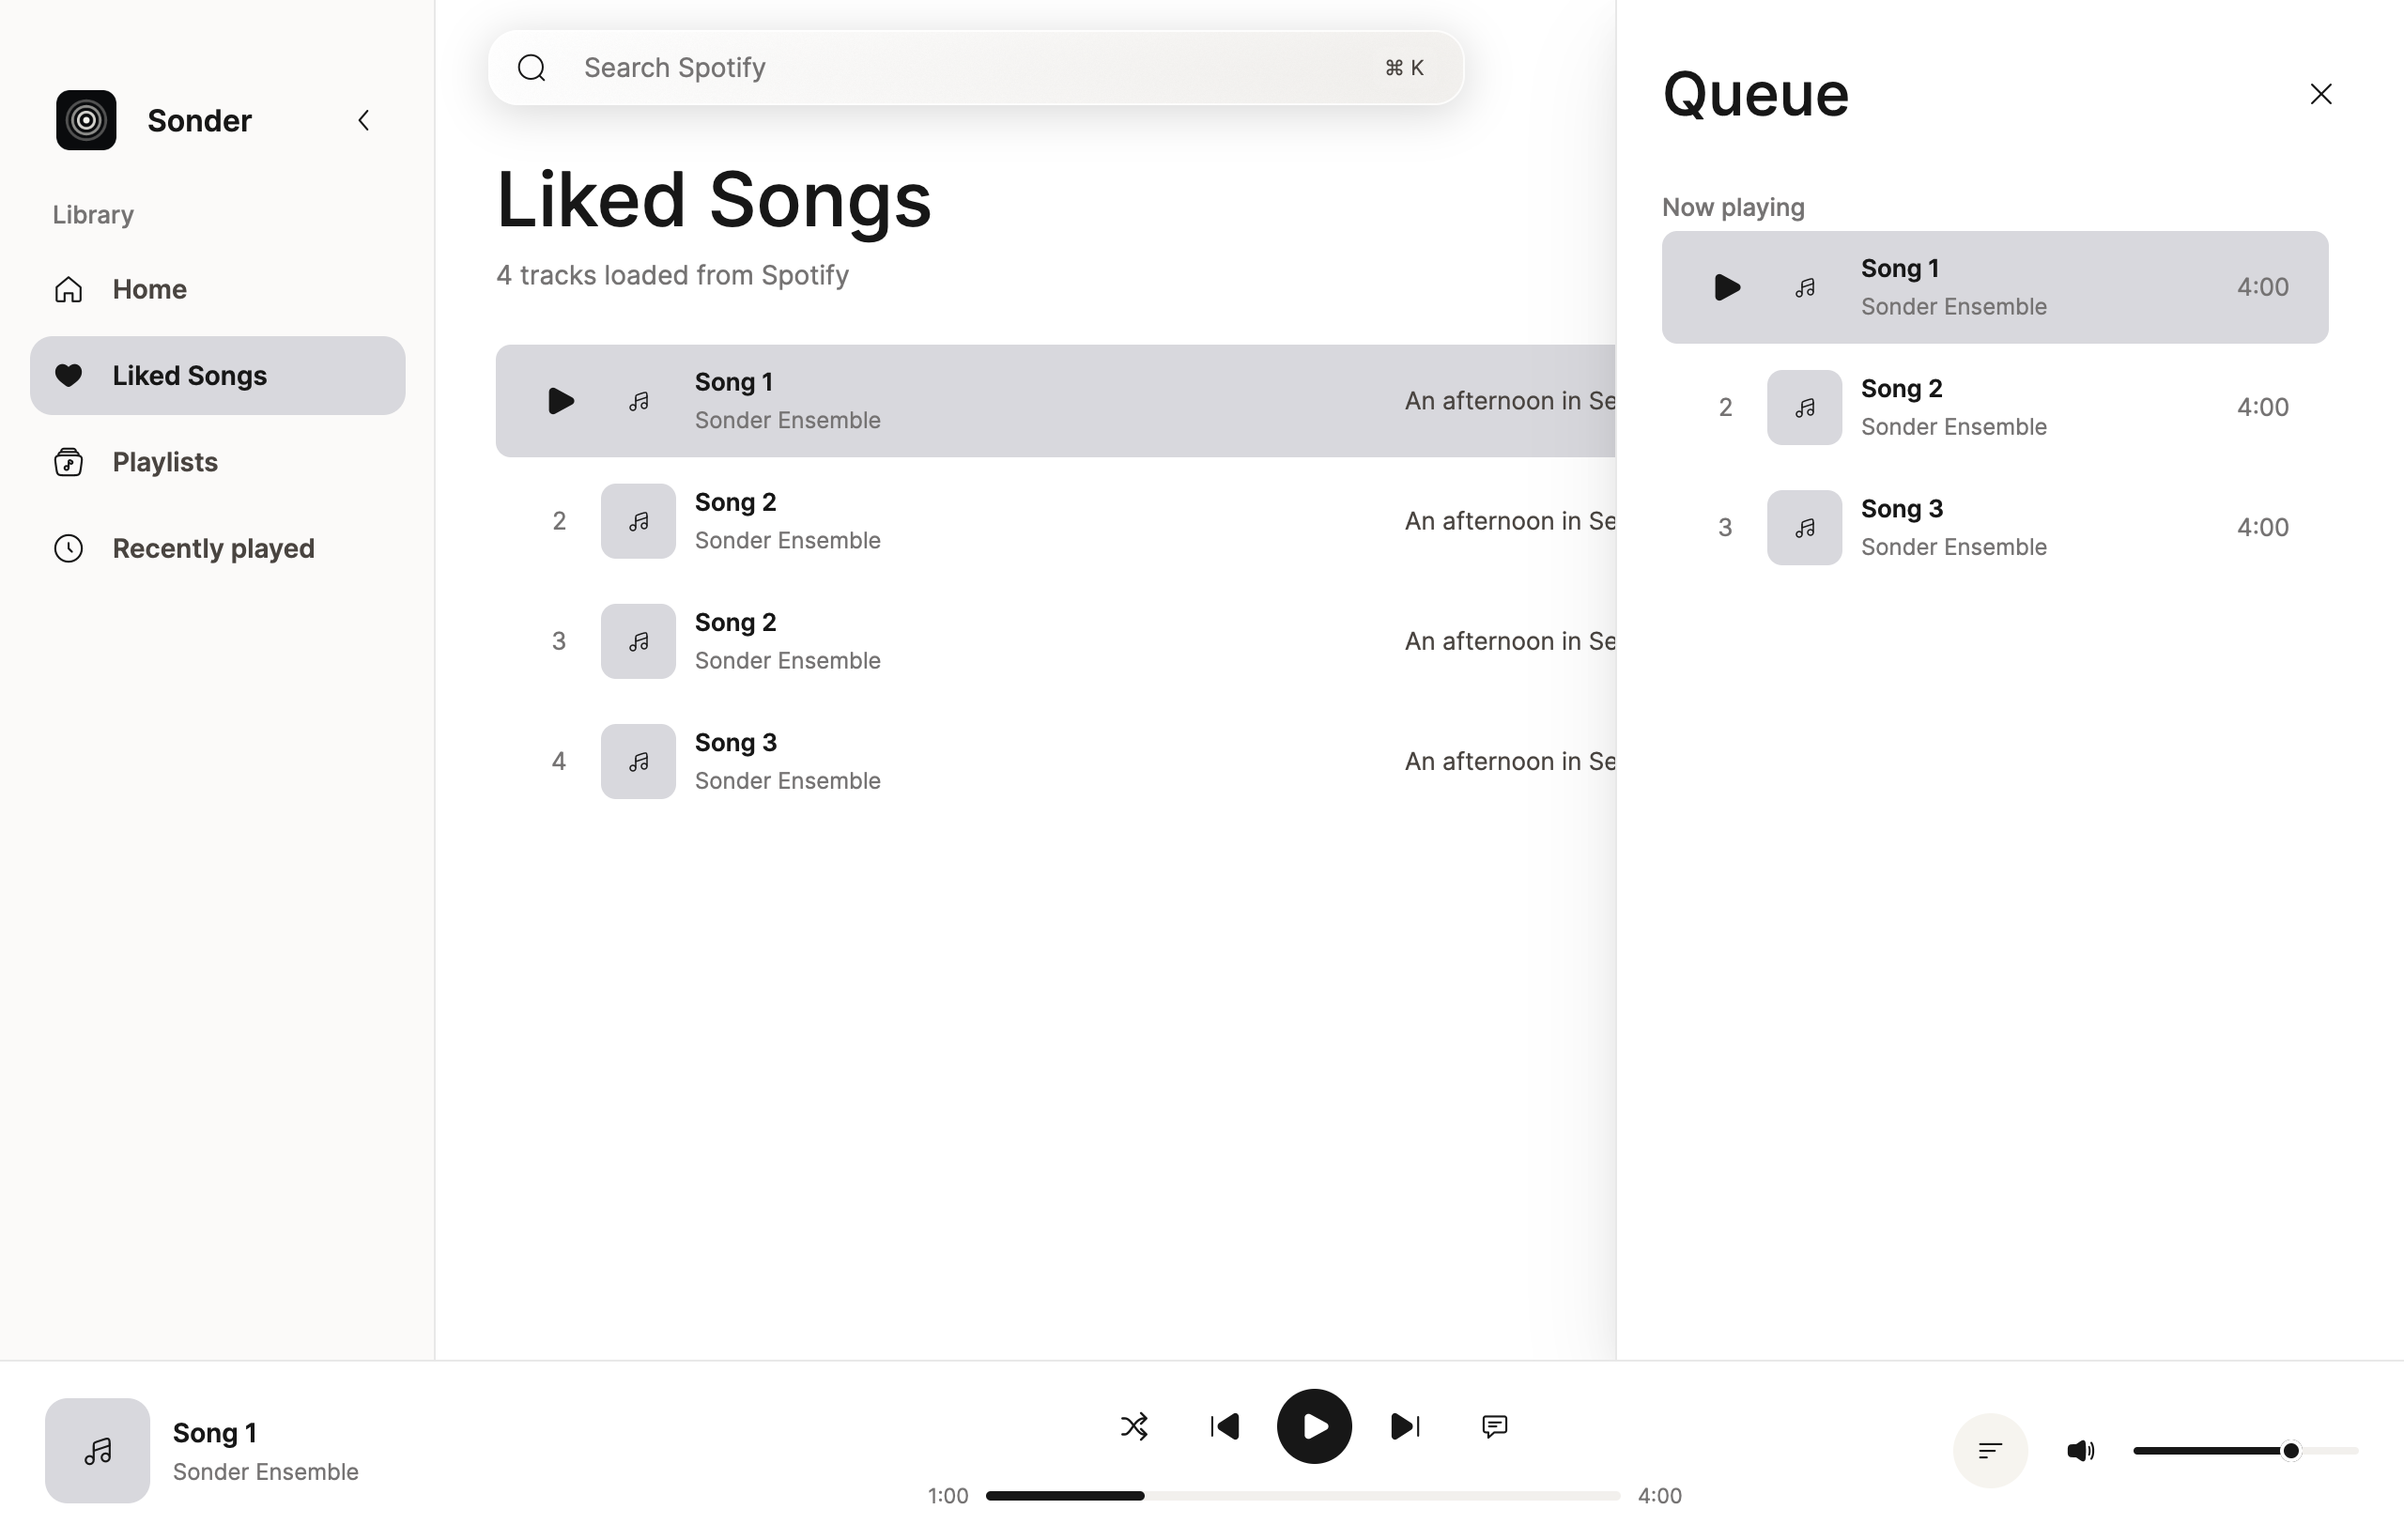 Sonder
Library
Home
Liked Songs
Playlists
Recently played
Search Spotify ⌘ K
Liked Songs
4 tracks loaded from Spotify
Song 1
Sonder Ensemble
An afternoon in Se
2
Song 2
Sonder Ensemble
An afternoon in Se
3
Song 2
Sonder Ensemble
An afternoon in Se
4
Song 3
Sonder Ensemble
An afternoon in Se
Queue
Now playing
Song 1
Sonder Ensemble
4:00
2
Song 2
Sonder Ensemble
4:00
3
Song 3
Sonder Ensemble
4:00
Song 1
Sonder Ensemble
1:00
4:00